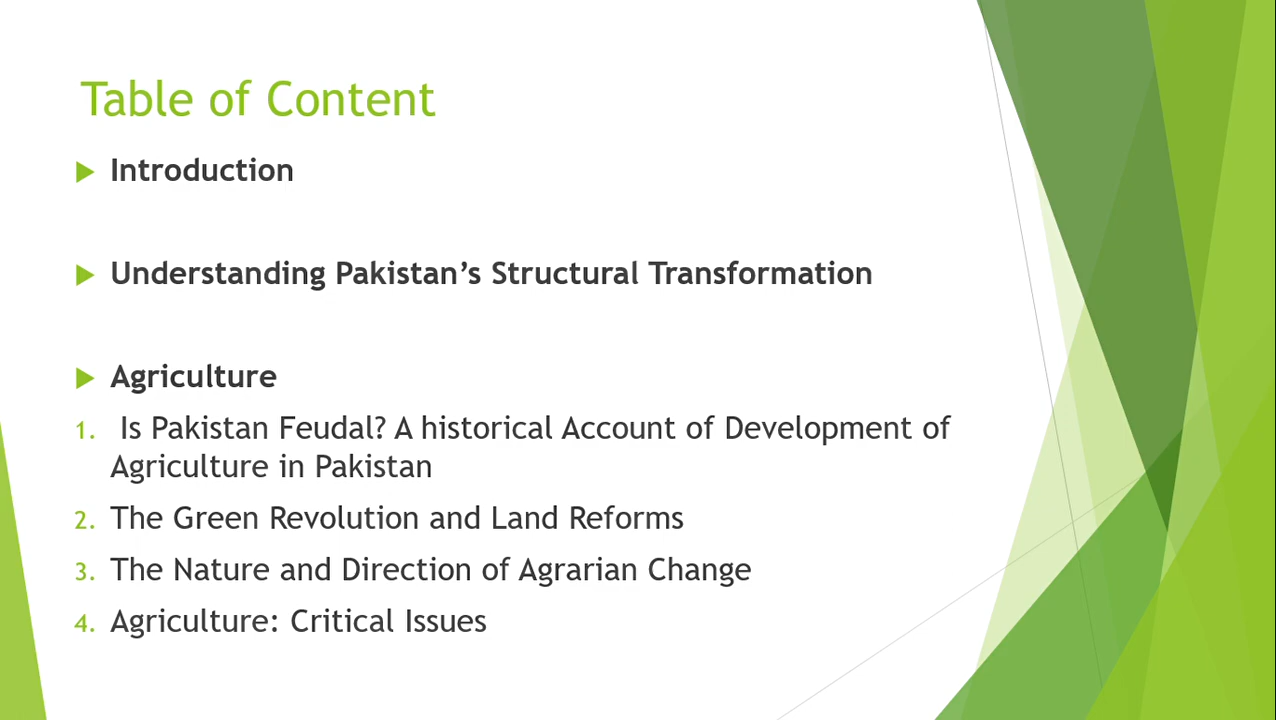 Table of Content
Introduction
Understanding Pakistan’s Structural Transformation
Agriculture
1. Is Pakistan Feudal? A historical Account of Development of
Agriculture in Pakistan
2. The Green Revolution and Land Reforms
3. The Nature and Direction of Agrarian Change
4. Agriculture: Critical Issues